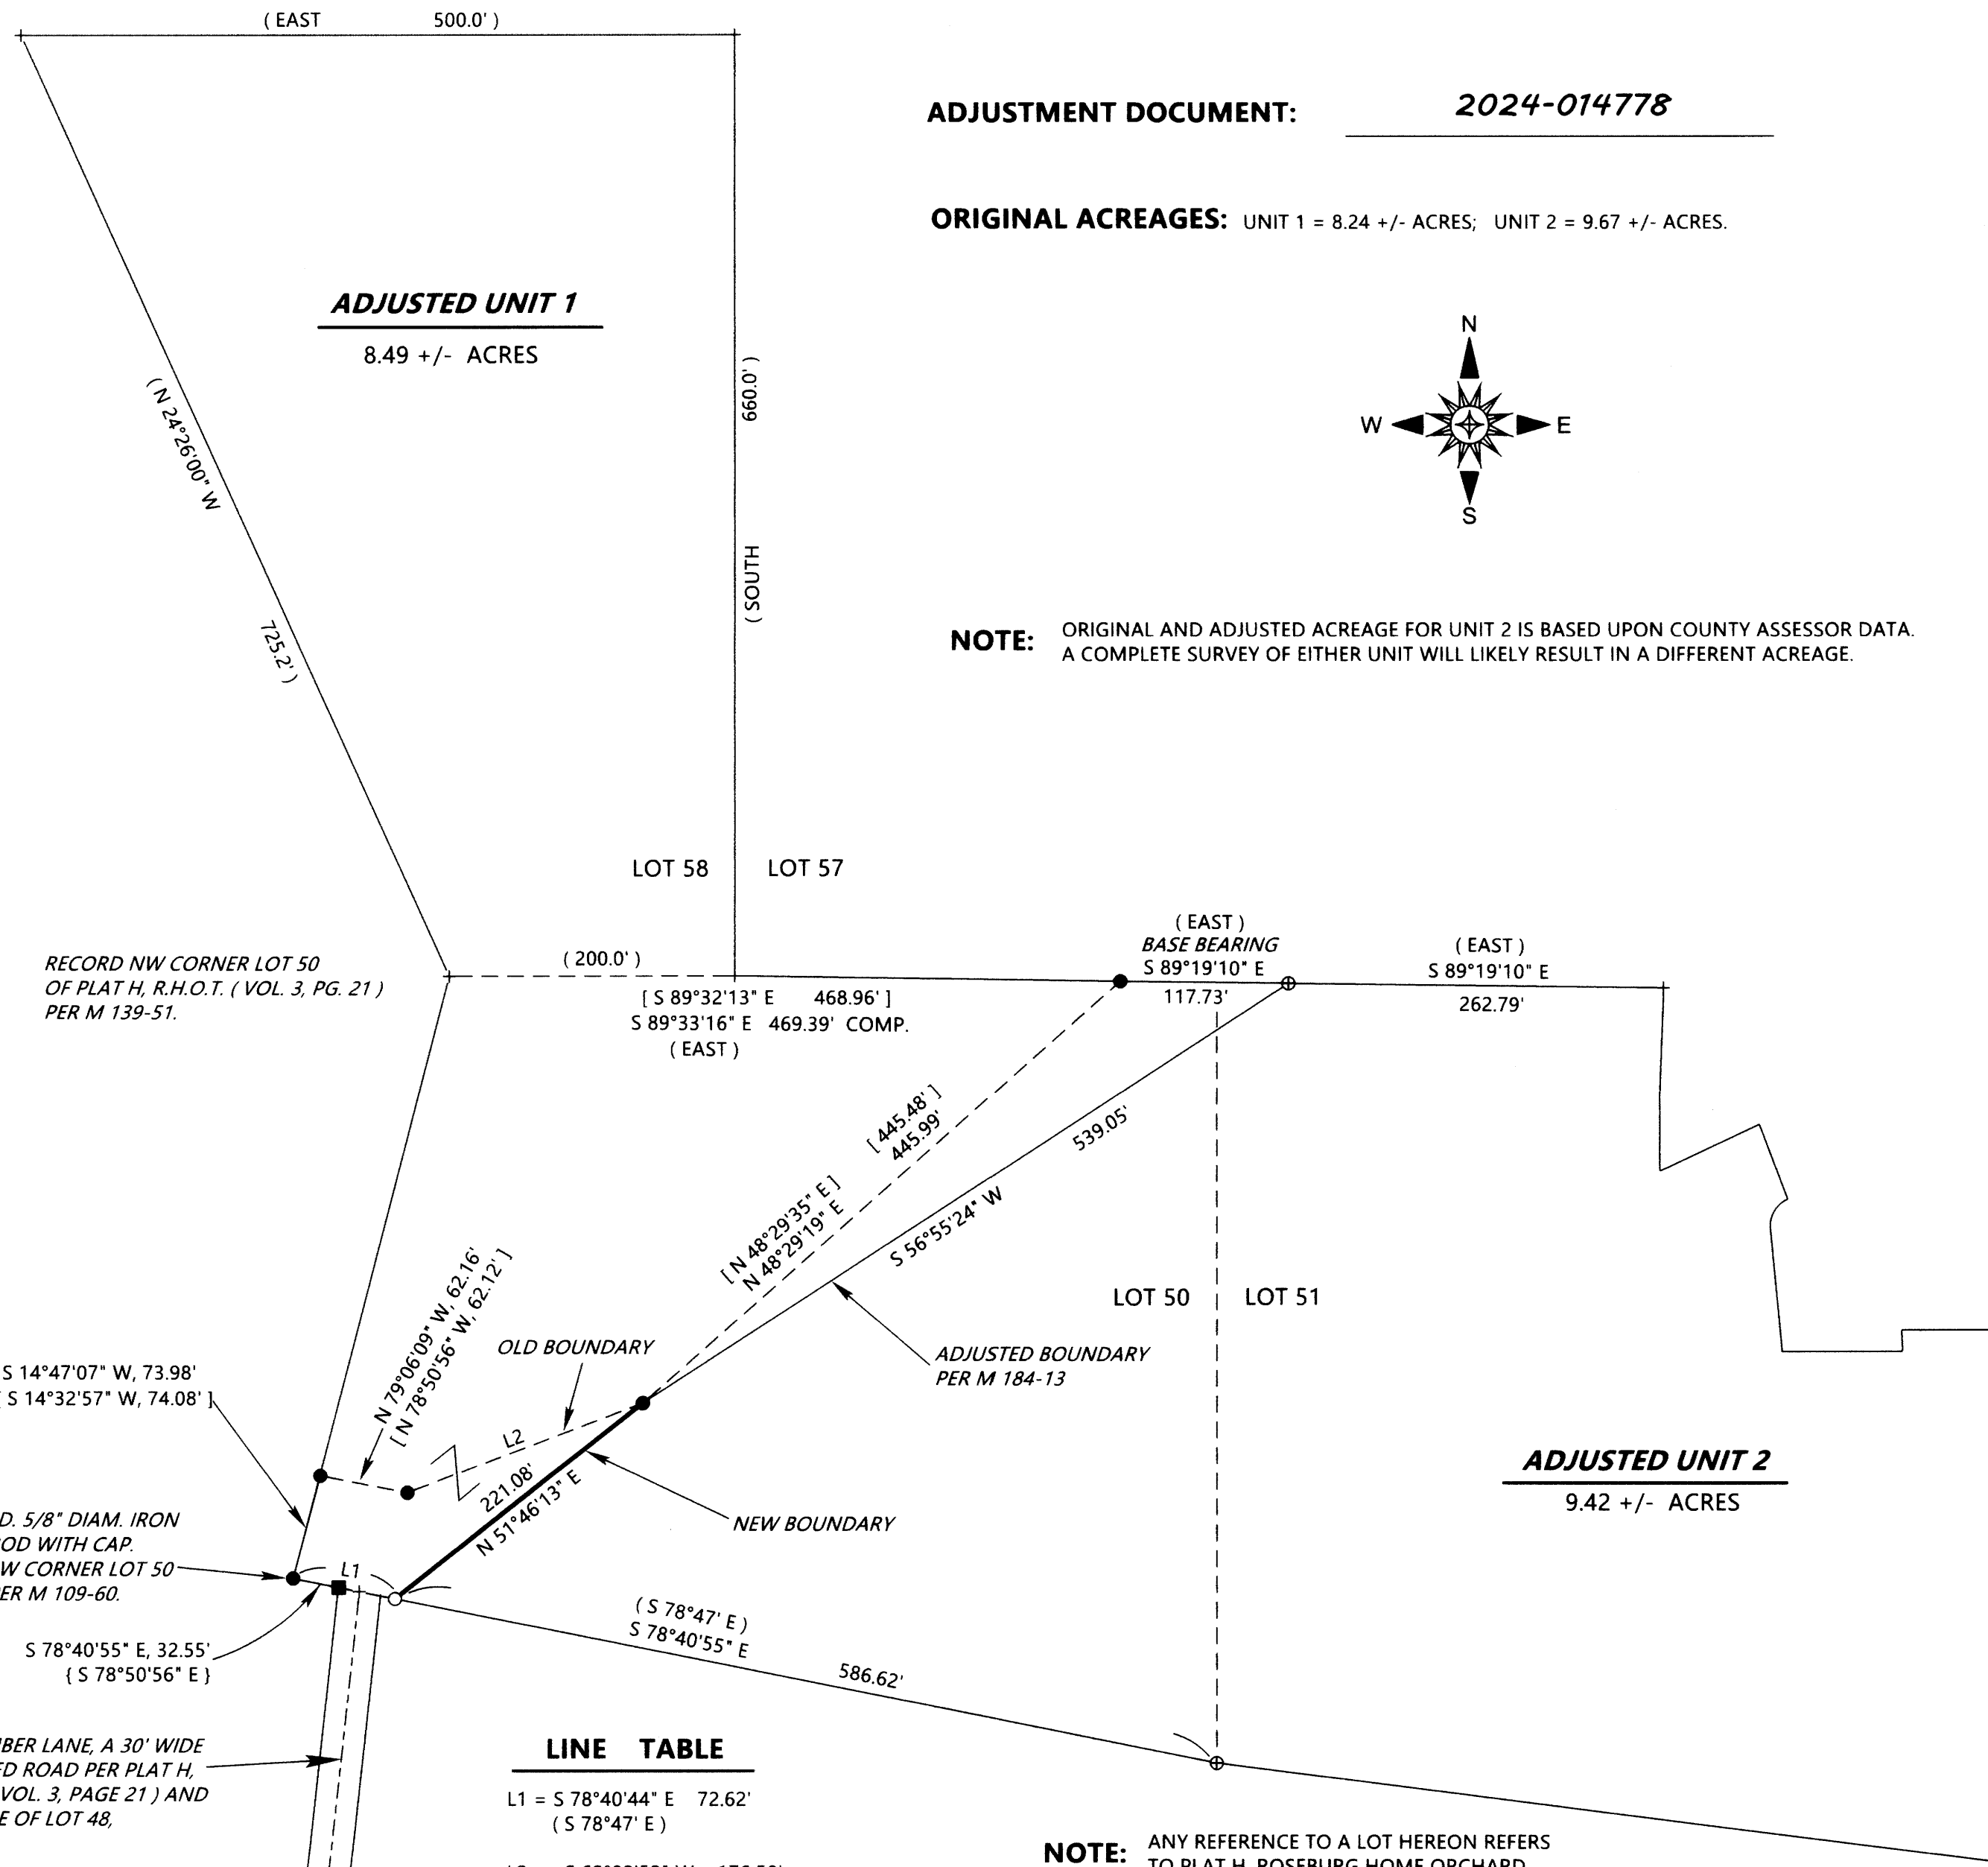 ( EAST 500.0' )
ADJUSTMENT DOCUMENT: 2024-014778
ORIGINAL ACREAGES: UNIT 1 = 8.24 +/- ACRES; UNIT 2 = 9.67 +/- ACRES.
ADJUSTED UNIT 1
8.49 +/- ACRES
N
W E
S
( N 24°26'00" W
725.2' )
660.0' )
( SOUTH
NOTE: ORIGINAL AND ADJUSTED ACREAGE FOR UNIT 2 IS BASED UPON COUNTY ASSESSOR DATA.
A COMPLETE SURVEY OF EITHER UNIT WILL LIKELY RESULT IN A DIFFERENT ACREAGE.
LOT 58 LOT 57
RECORD NW CORNER LOT 50
OF PLAT H, R.H.O.T. ( VOL. 3, PG. 21 )
PER M 139-51.
( 200.0' )
[ S 89°32'13" E 468.96' ]
S 89°33'16" E 469.39' COMP.
( EAST )
( EAST )
BASE BEARING
S 89°19'10" E
117.73'
( EAST )
S 89°19'10" E
262.79'
[ 445.48' ]
445.99'
[ N 48°29'35" E ]
N 48°29'19" E
539.05'
S 56°55'24" W
LOT 50 LOT 51
N 79°06'09" W, 62.16'
[ N 78°50'56" W, 62.12' ]
OLD BOUNDARY
ADJUSTED BOUNDARY
PER M 184-13
S 14°47'07" W, 73.98'
[ S 14°32'57" W, 74.08' ]
L2
221.08'
N 51°46'13" E
NEW BOUNDARY
ADJUSTED UNIT 2
9.42 +/- ACRES
D. 5/8" DIAM. IRON
OD WITH CAP.
W CORNER LOT 50
ER M 109-60.
L1
S 78°40'55" E, 32.55'
{ S 78°50'56" E }
( S 78°47' E )
S 78°40'55" E
586.62'
BER LANE, A 30' WIDE
ED ROAD PER PLAT H,
VOL. 3, PAGE 21 ) AND
E OF LOT 48,
LINE TABLE
L1 = S 78°40'44" E 72.62'
( S 78°47' E )
NOTE: ANY REFERENCE TO A LOT HEREON REFERS
TO PLAT H, ROSEBURG HOME ORCHARD